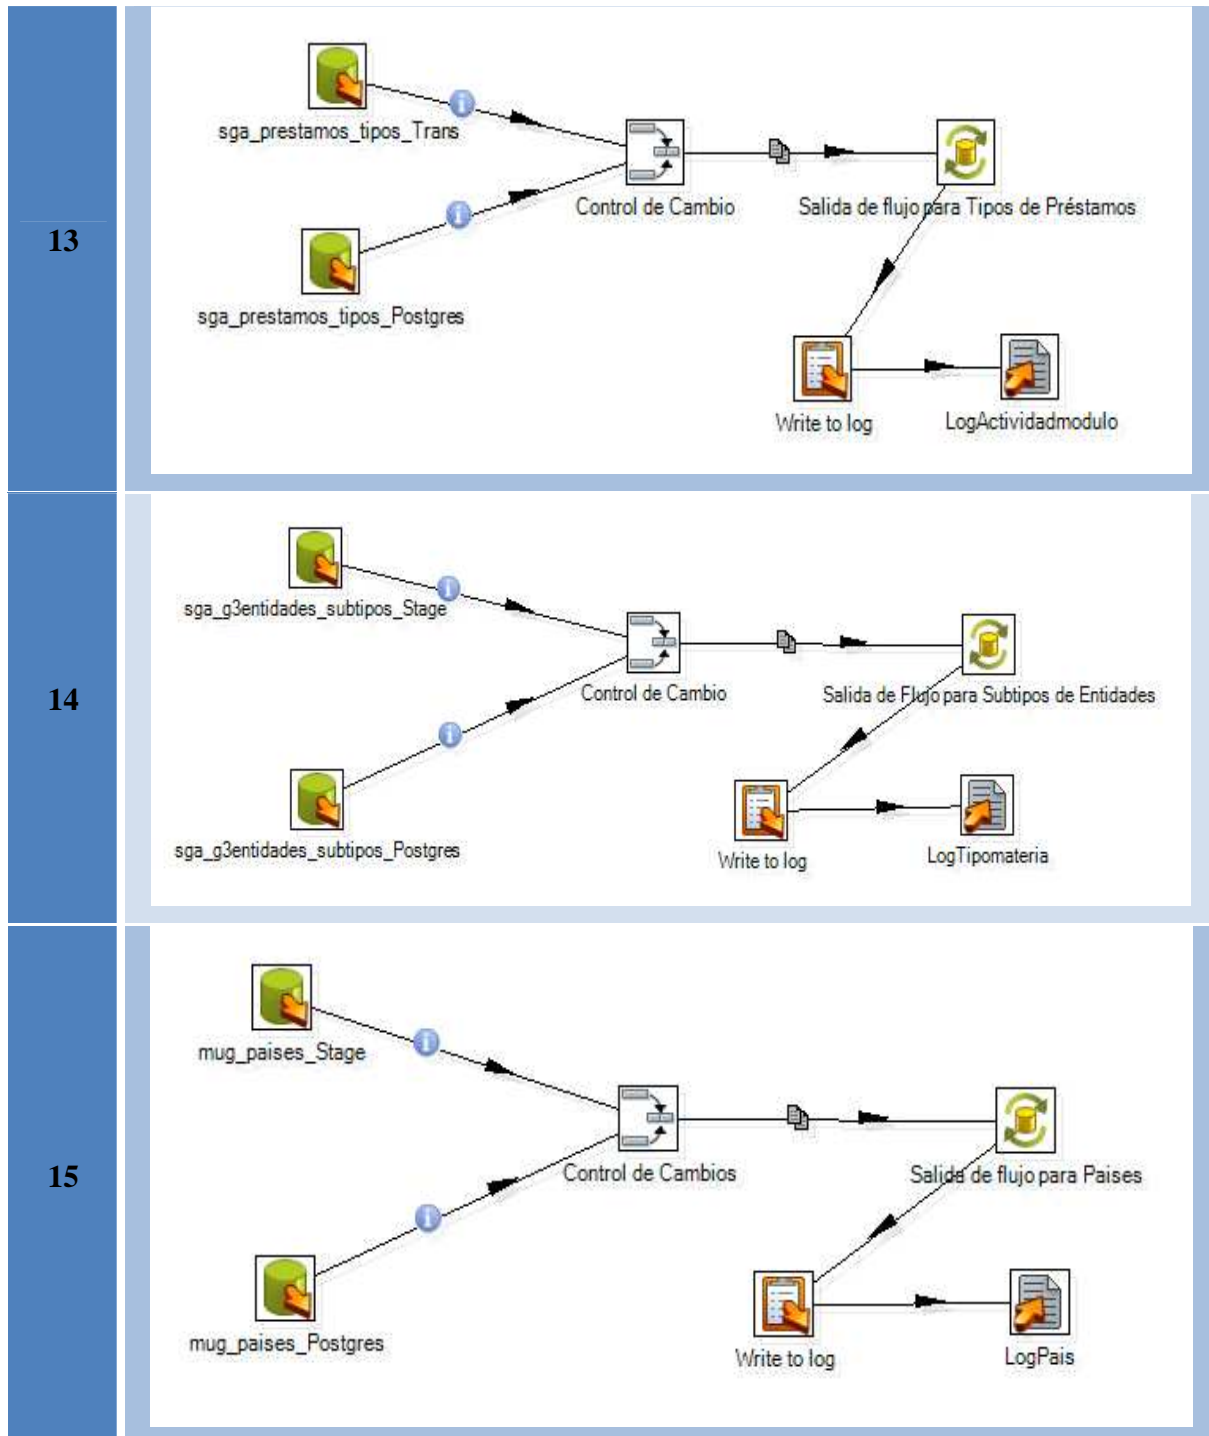 13
sga_prestamos_tipos_Trans
Control de Cambio
Salida de flujo para Tipos de Préstamos
sga_prestamos_tipos_Postgres
Write to log
LogActividadmodulo
14
sga_g3entidades_subtipos_Stage
Control de Cambio
Salida de Flujo para Subtipos de Entidades
sga_g3entidades_subtipos_Postgres
Write to log
LogTipomateria
15
mug_paises_Stage
Control de Cambios
Salida de flujo para Paises
mug_paises_Postgres
Write to log
LogPais